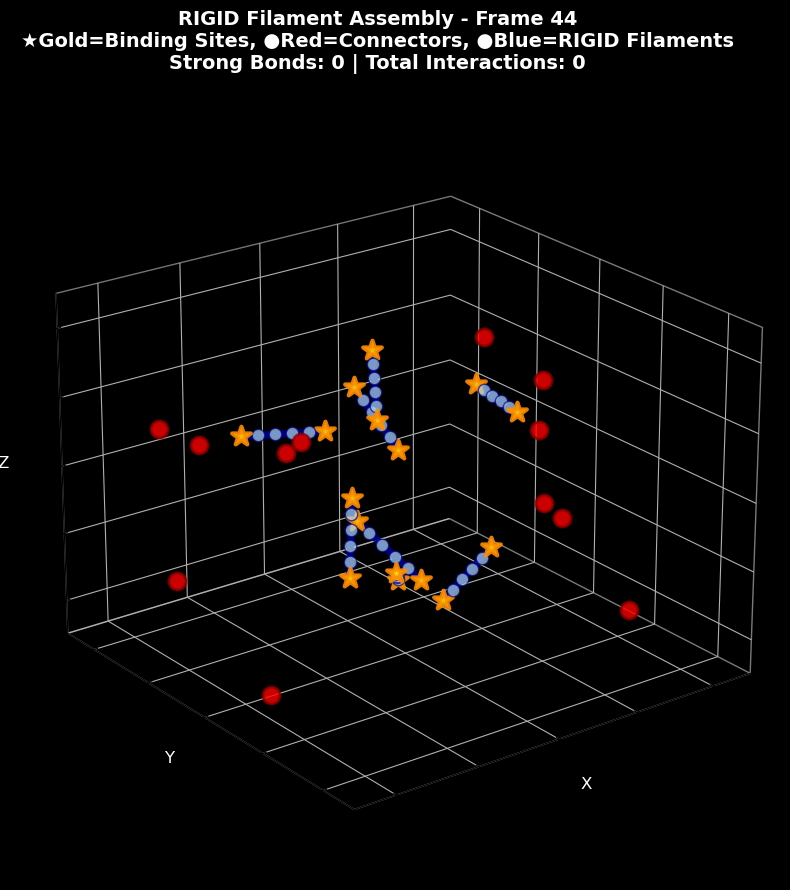 RIGID Filament Assembly - Frame 44
★Gold=Binding Sites, ●Red=Connectors, ●Blue=RIGID Filaments
Strong Bonds: 0 | Total Interactions: 0
Z
Y
X